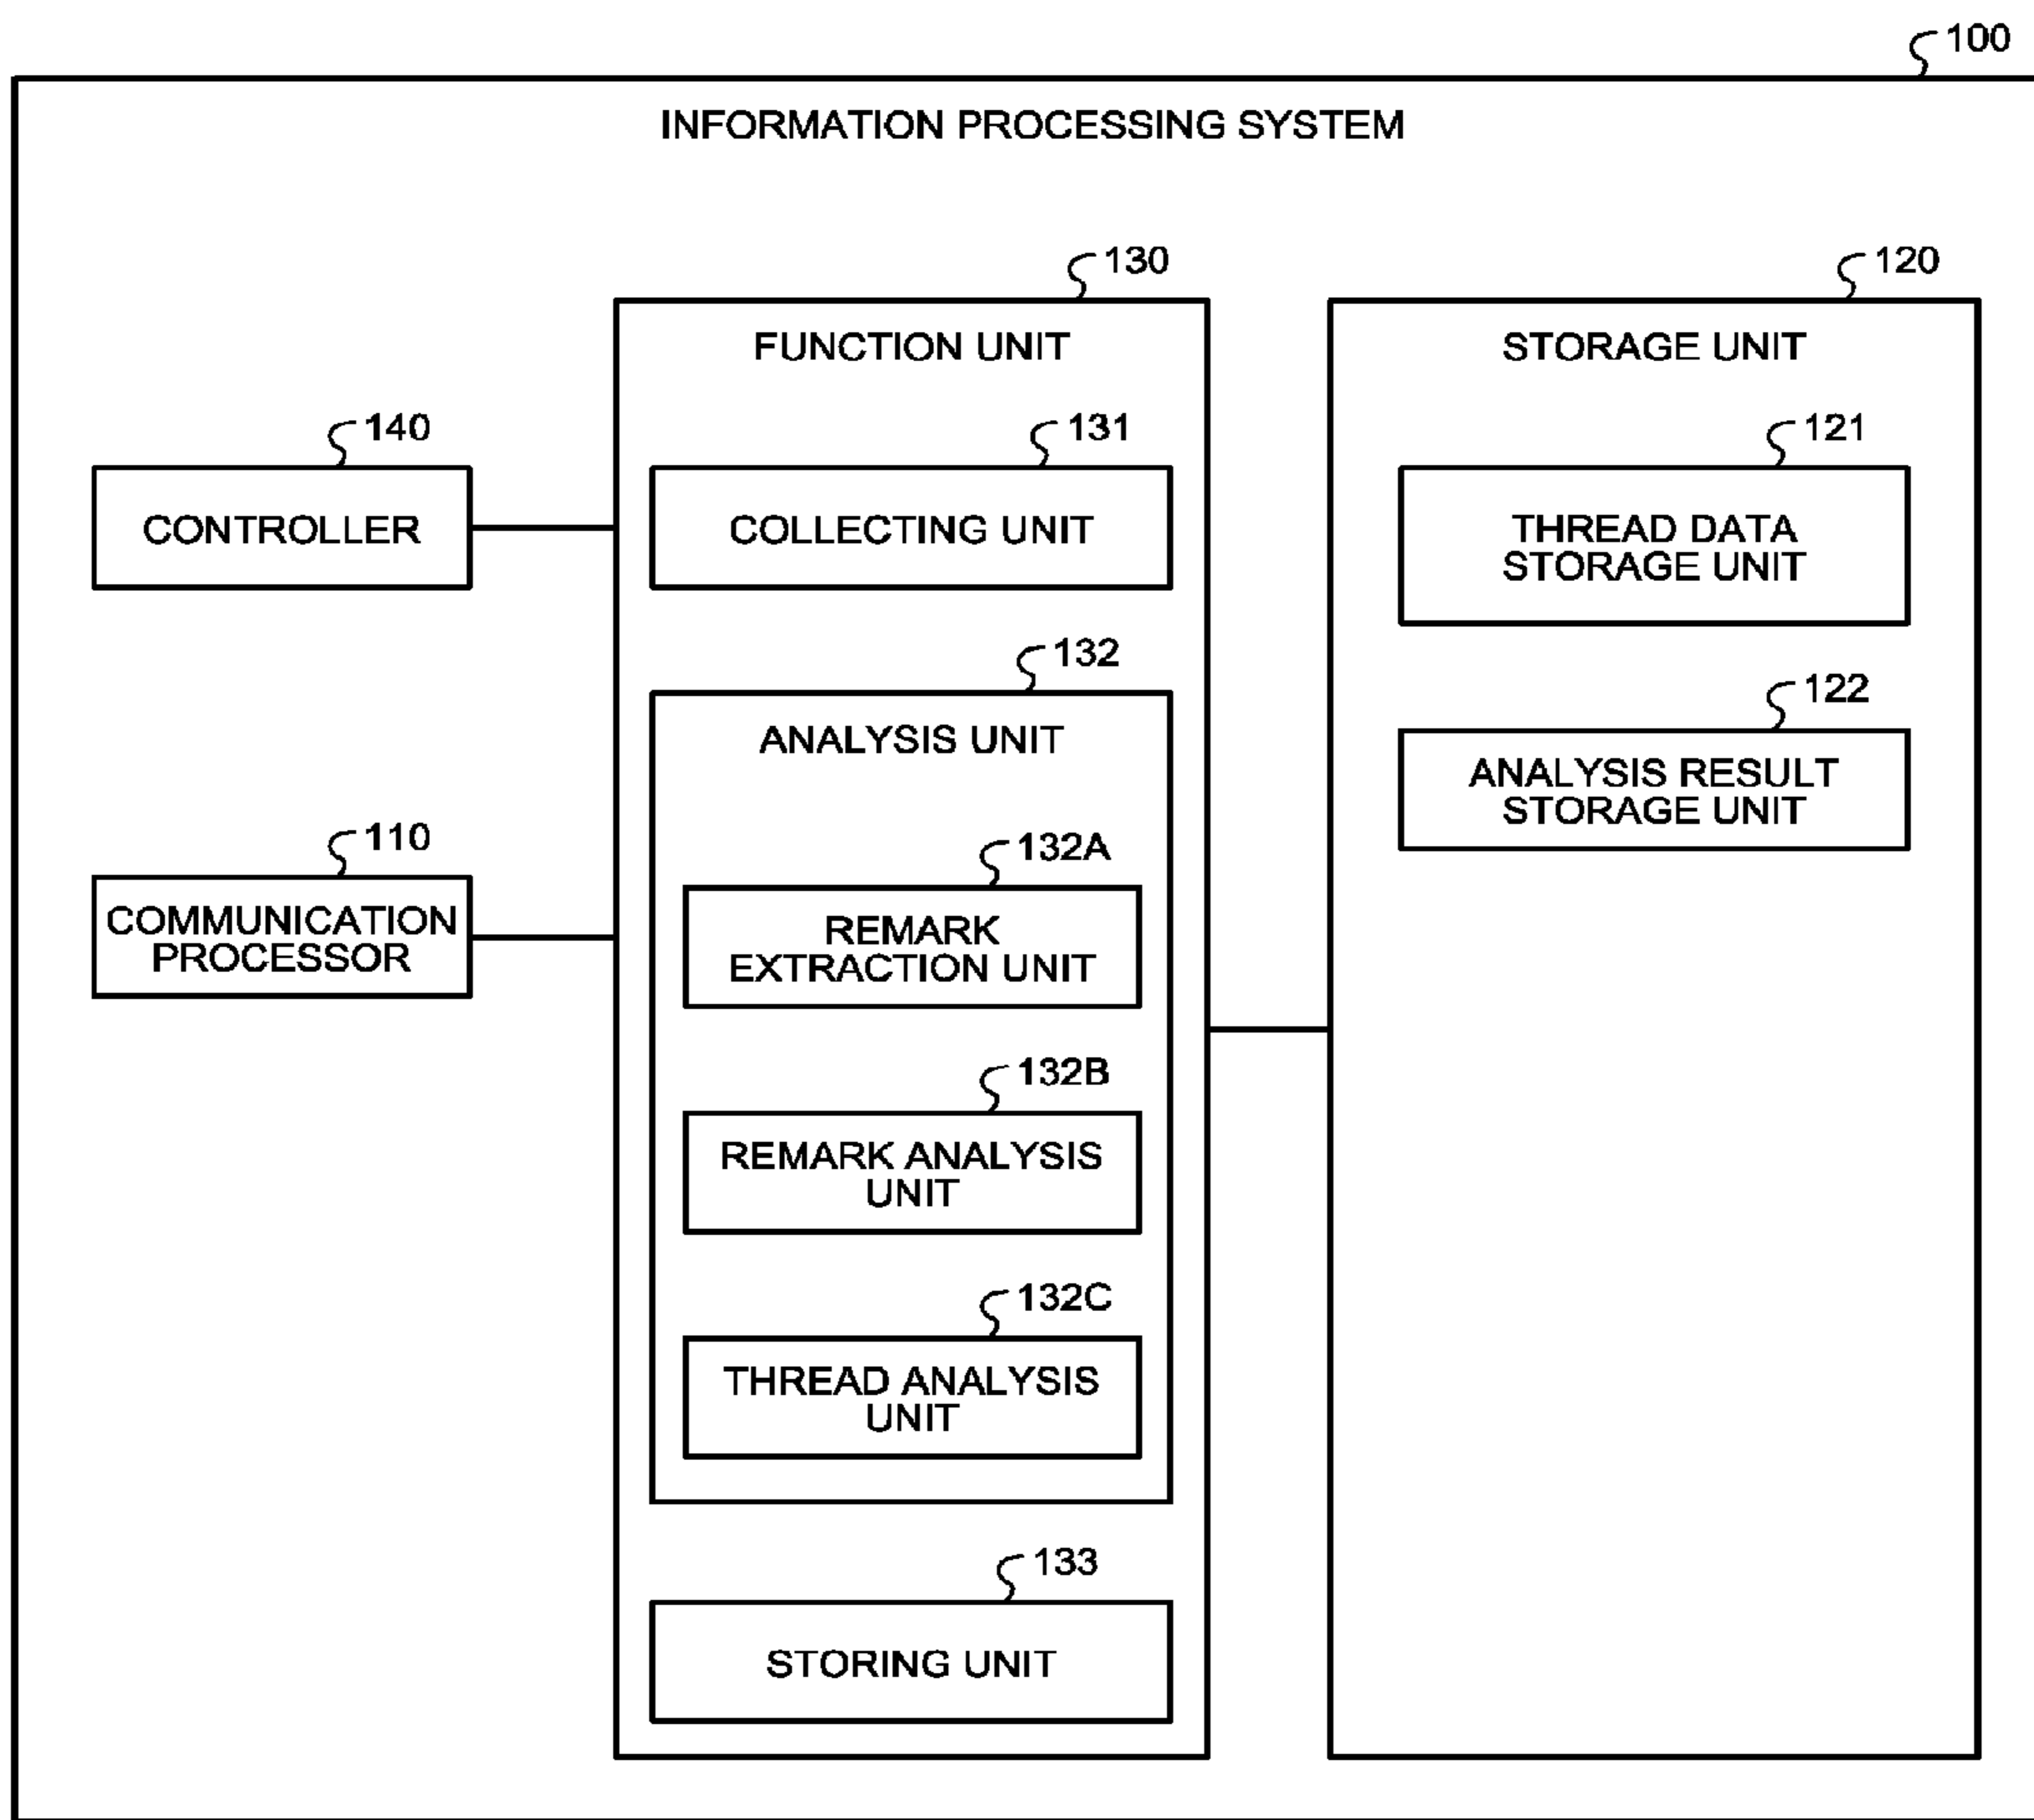 100
INFORMATION PROCESSING SYSTEM
140
CONTROLLER
110
COMMUNICATION
PROCESSOR
130
FUNCTION UNIT
131
COLLECTING UNIT
132
ANALYSIS UNIT
132A
REMARK
EXTRACTION UNIT
132B
REMARK ANALYSIS
UNIT
132C
THREAD ANALYSIS
UNIT
133
STORING UNIT
120
STORAGE UNIT
121
THREAD DATA
STORAGE UNIT
122
ANALYSIS RESULT
STORAGE UNIT